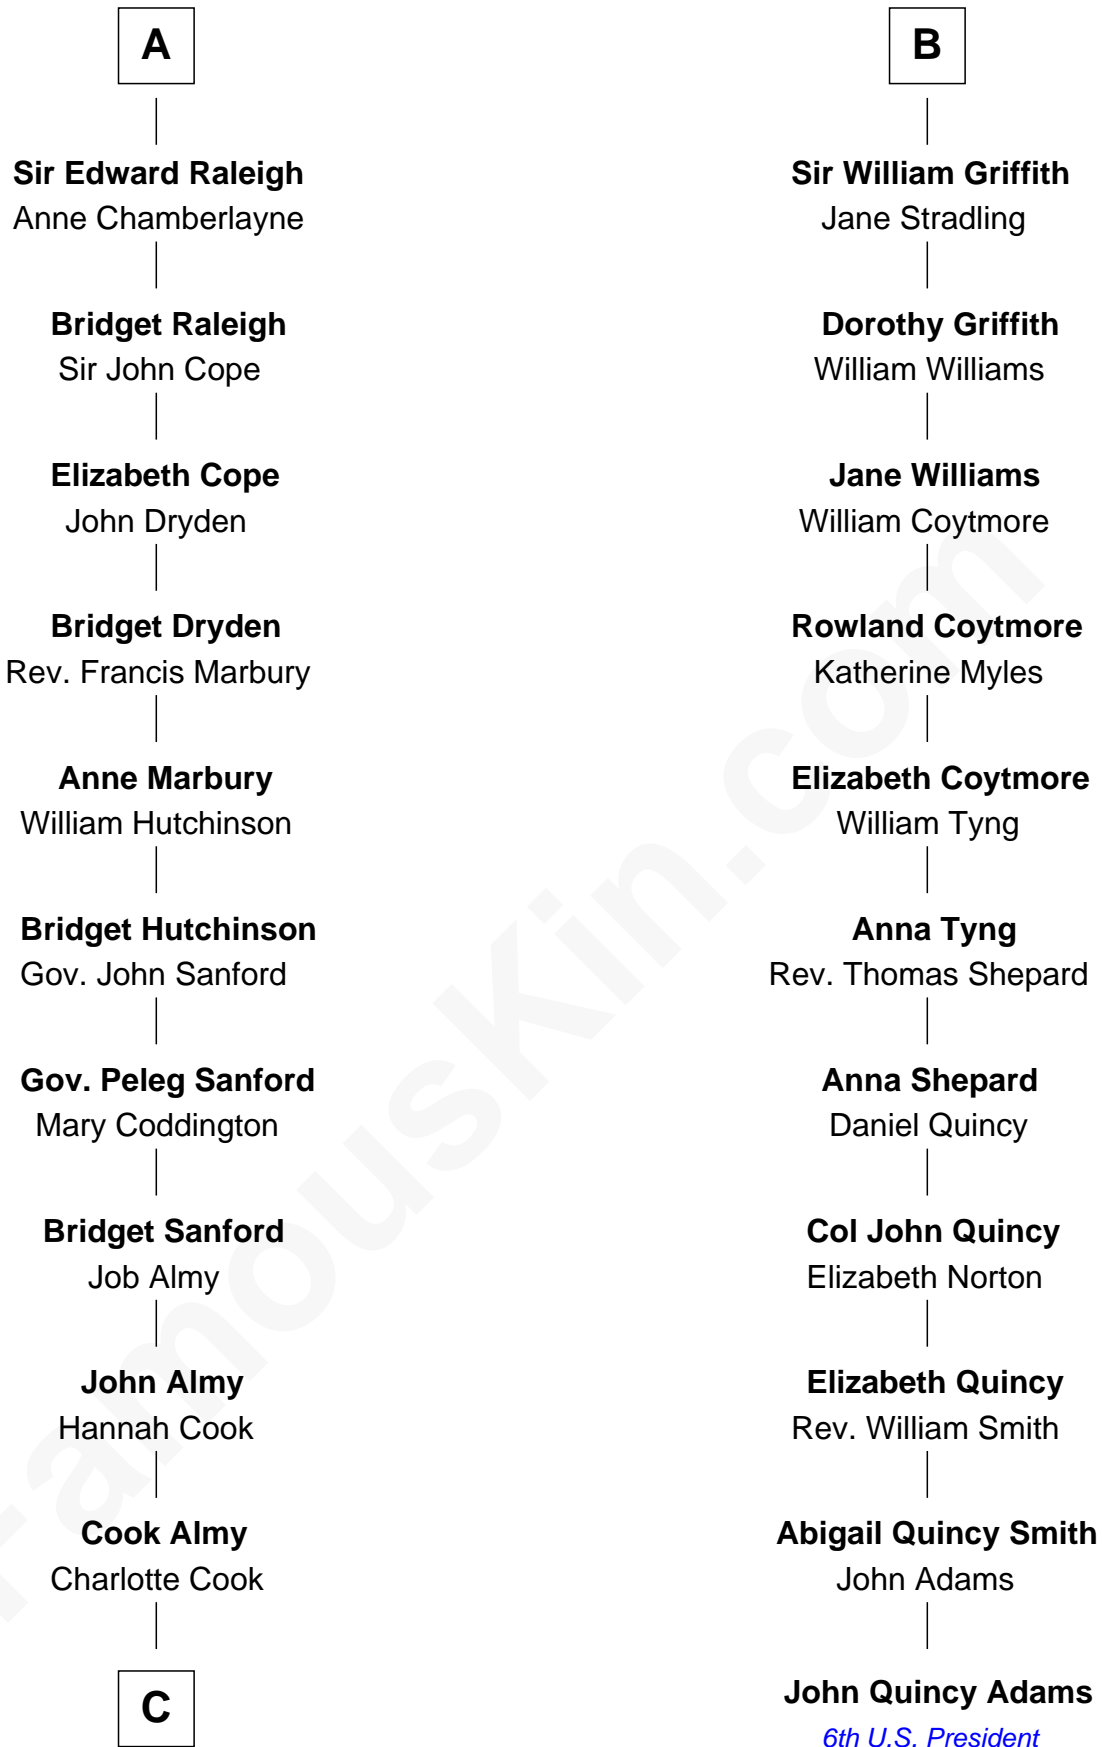 A
Sir Edward Raleigh
Anne Chamberlayne
Bridget Raleigh
Sir John Cope
Elizabeth Cope
John Dryden
Bridget Dryden
Rev. Francis Marbury
Anne Marbury
William Hutchinson
Bridget Hutchinson
Gov. John Sanford
Gov. Peleg Sanford
Mary Coddington
Bridget Sanford
Job Almy
John Almy
Hannah Cook
Cook Almy
Charlotte Cook
C
B
Sir William Griffith
Jane Stradling
Dorothy Griffith
William Williams
Jane Williams
William Coytmore
Rowland Coytmore
Katherine Myles
Elizabeth Coytmore
William Tyng
Anna Tyng
Rev. Thomas Shepard
Anna Shepard
Daniel Quincy
Col John Quincy
Elizabeth Norton
Elizabeth Quincy
Rev. William Smith
Abigail Quincy Smith
John Adams
John Quincy Adams
6th U.S. President
FamousKin.com